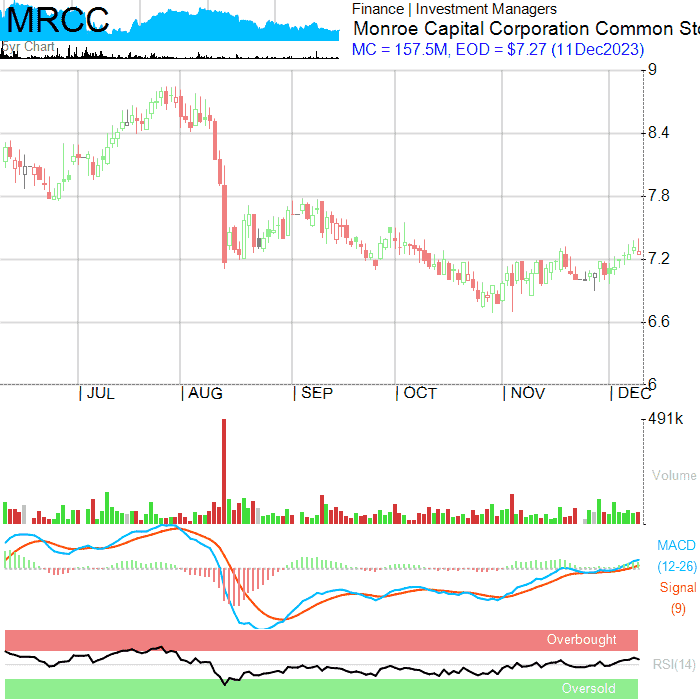 MRCC
Finance | Investment Managers
Monroe Capital Corporation Common Sto
MC = 157.5M, EOD = $7.27 (11Dec2023)
Chart
9
8.4
7.8
7.2
6.6
6
JUL
AUG
SEP
OCT
NOV
DEC
491k
Volume
MACD
(12-26)
Signal
(9)
Overbought
RSI(14)
Oversold